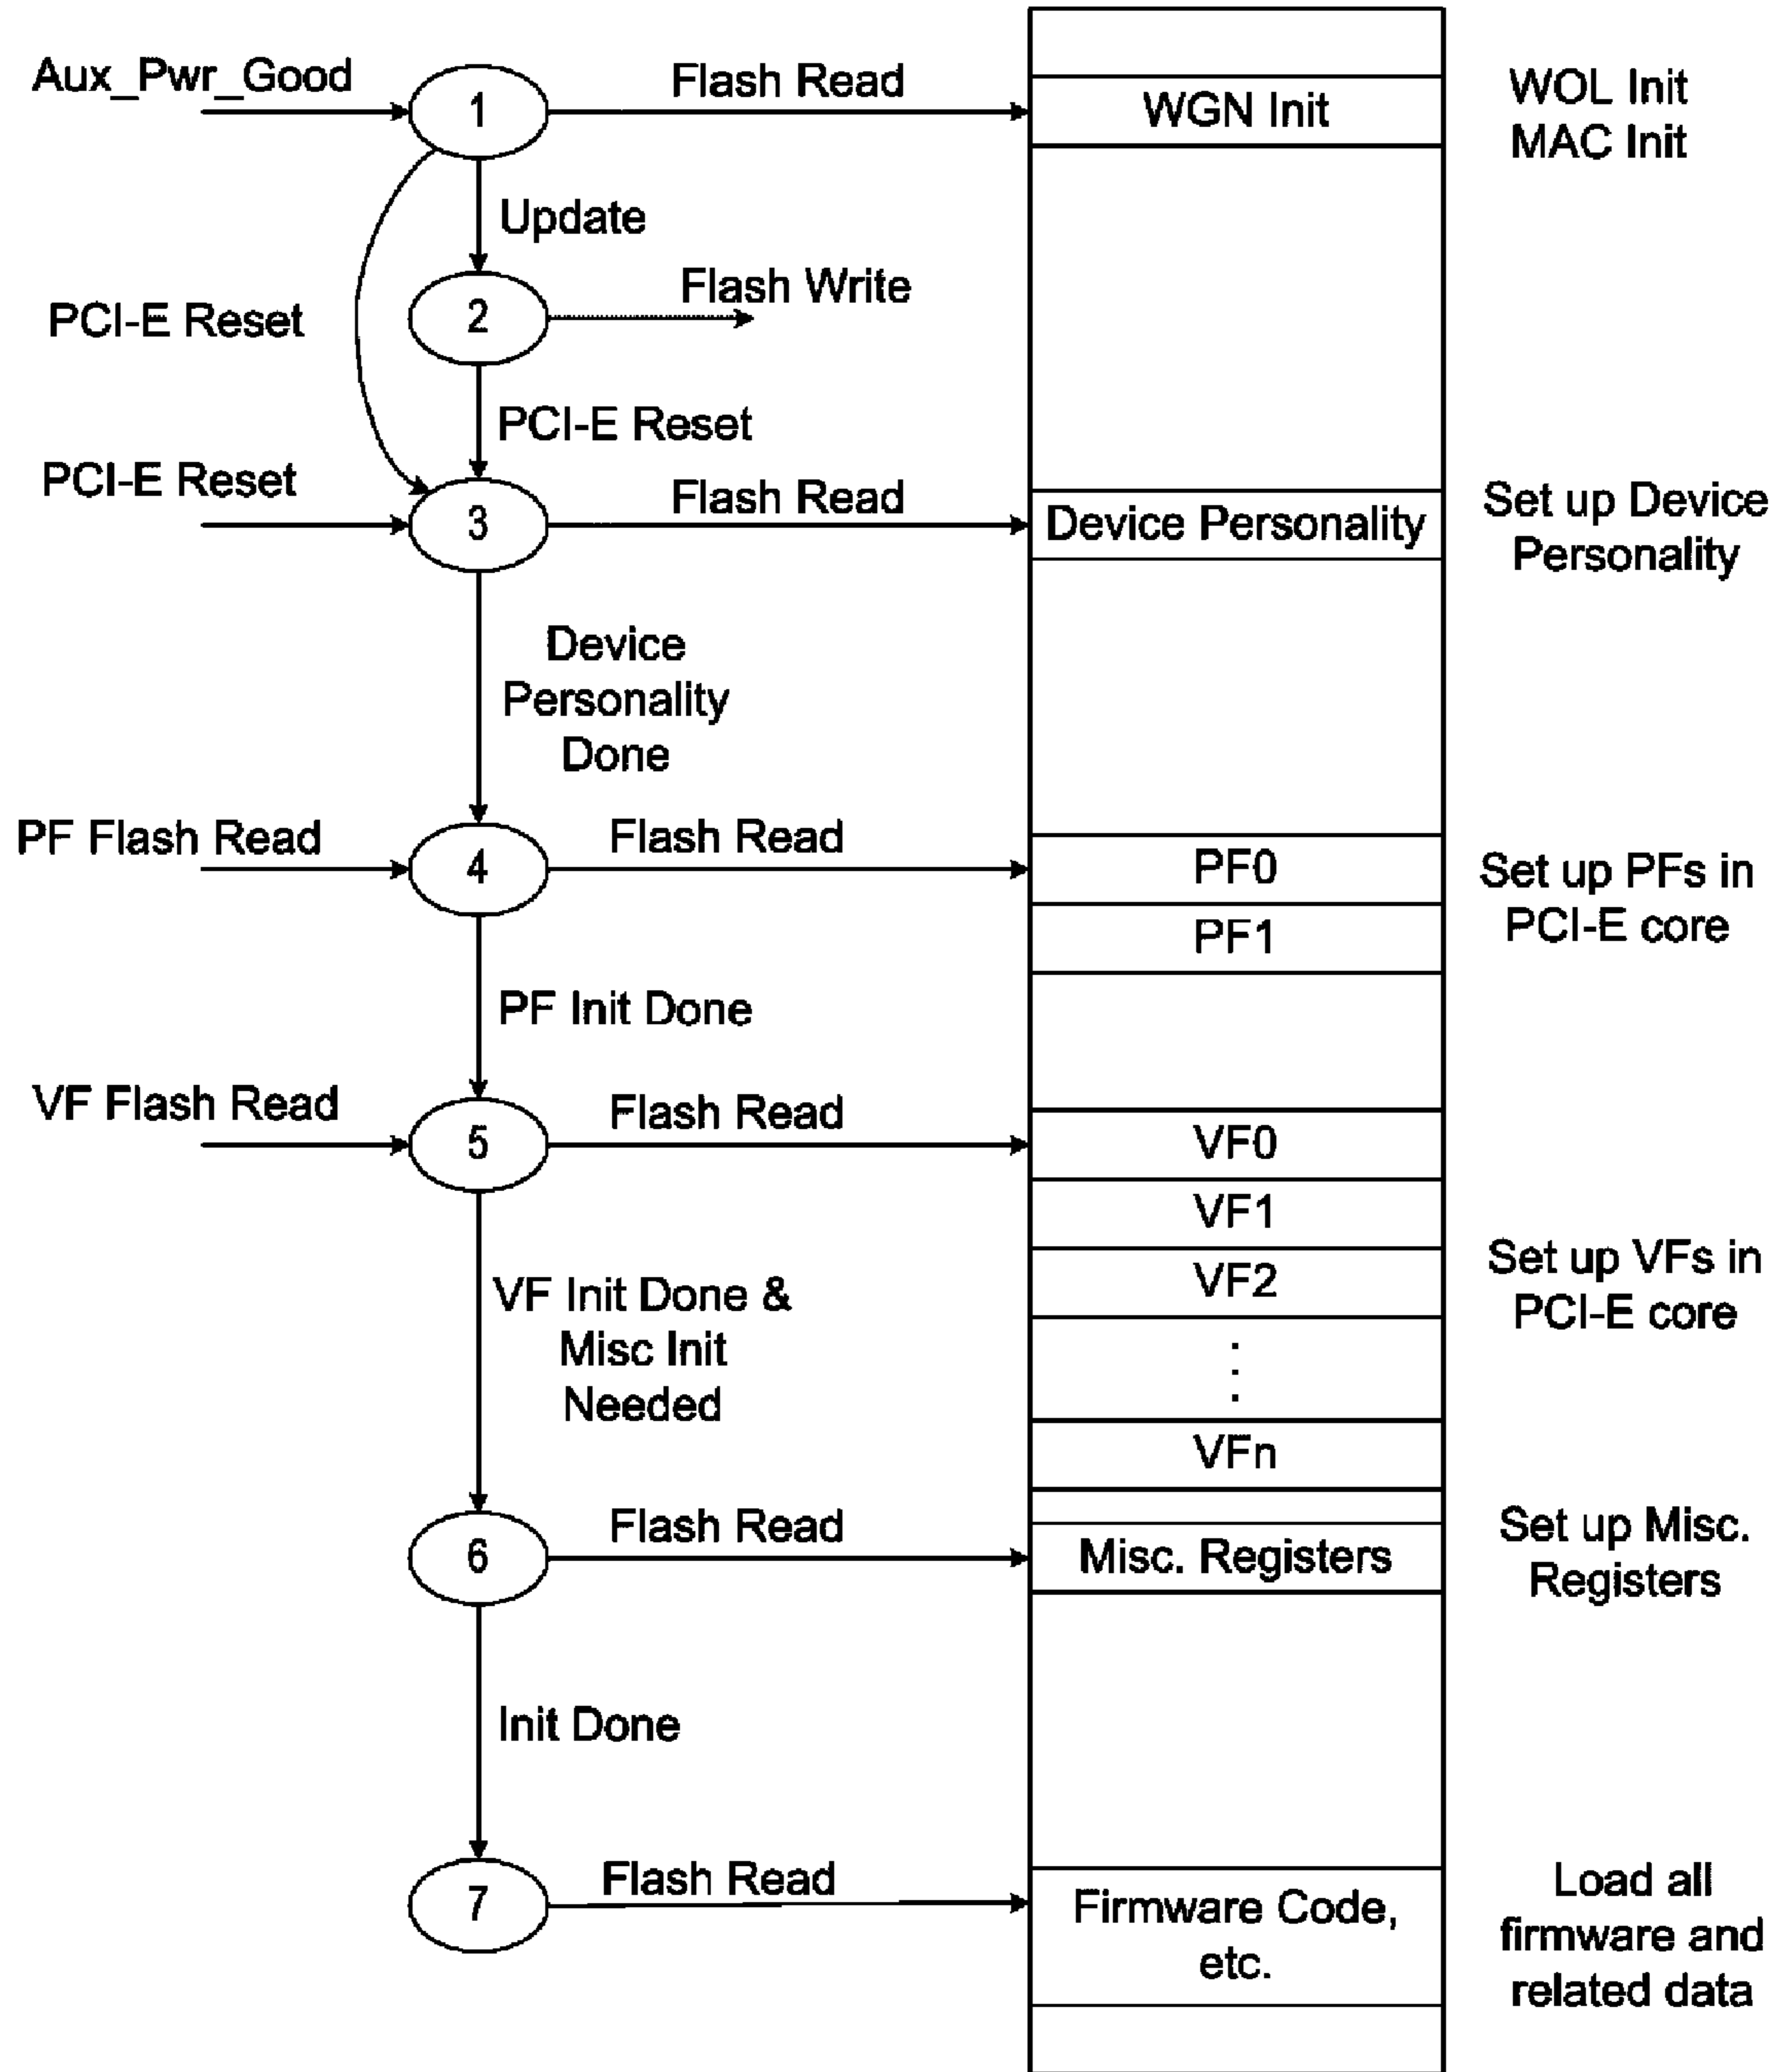 Aux_Pwr_Good
1
Flash Read
WGN Init
WOL Init
MAC Init
Update
2
Flash Write
PCI-E Reset
PCI-E Reset
PCI-E Reset
3
Flash Read
Device Personality
Set up Device
Personality
Device
Personality
Done
PF Flash Read
4
Flash Read
PF0
PF1
Set up PFs in
PCI-E core
PF Init Done
VF Flash Read
5
Flash Read
VF0
VF1
VF2
VFn
Set up VFs in
PCI-E core
VF Init Done &
Misc Init
Needed
6
Flash Read
Misc. Registers
Set up Misc.
Registers
Init Done
7
Flash Read
Firmware Code,
etc.
Load all
firmware and
related data